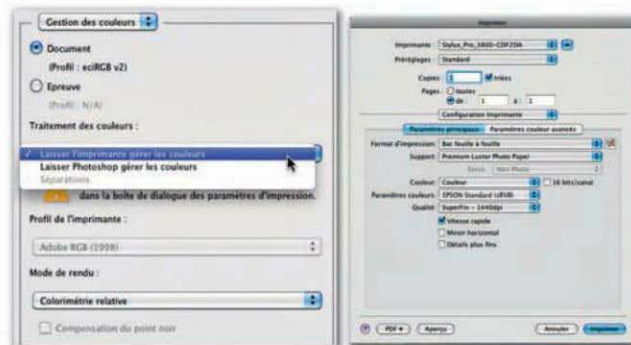 Gestion des couleurs
Document
(Profil : eciRGB v2)
Epreuve
(Profil : N/A)
Traitement des couleurs :
Laisser l'imprimante gérer les couleurs
Laisser Photoshop gérer les couleurs
Séparations
dans la boîte de dialogue des paramètres d'impression.
Profil de l'imprimante :
Adobe RGB (1998)
Mode de rendu :
Colorimétrie relative
Compensation du point noir
Imprimer
Imprimante : Stylus_Pro_3800-CDF2DA
Préréglages : Standard
Copies : 1 triées
Pages : toutes
de : 1 à : 1
Configuration Imprimante
Paramètres principaux Paramètres couleur avancés
Format d'impression: Bac feuille à feuille
Support: Premium Luster Photo Paper
Couleur: Couleur 16 bits/canal
Paramètres couleurs: EPSON Standard (sRVB)
Qualité: SuperFin - 1440dpi
Vitesse rapide
Miroir horizontal
Détails plus fins
? PDF Aperçu Annuler Imprimer